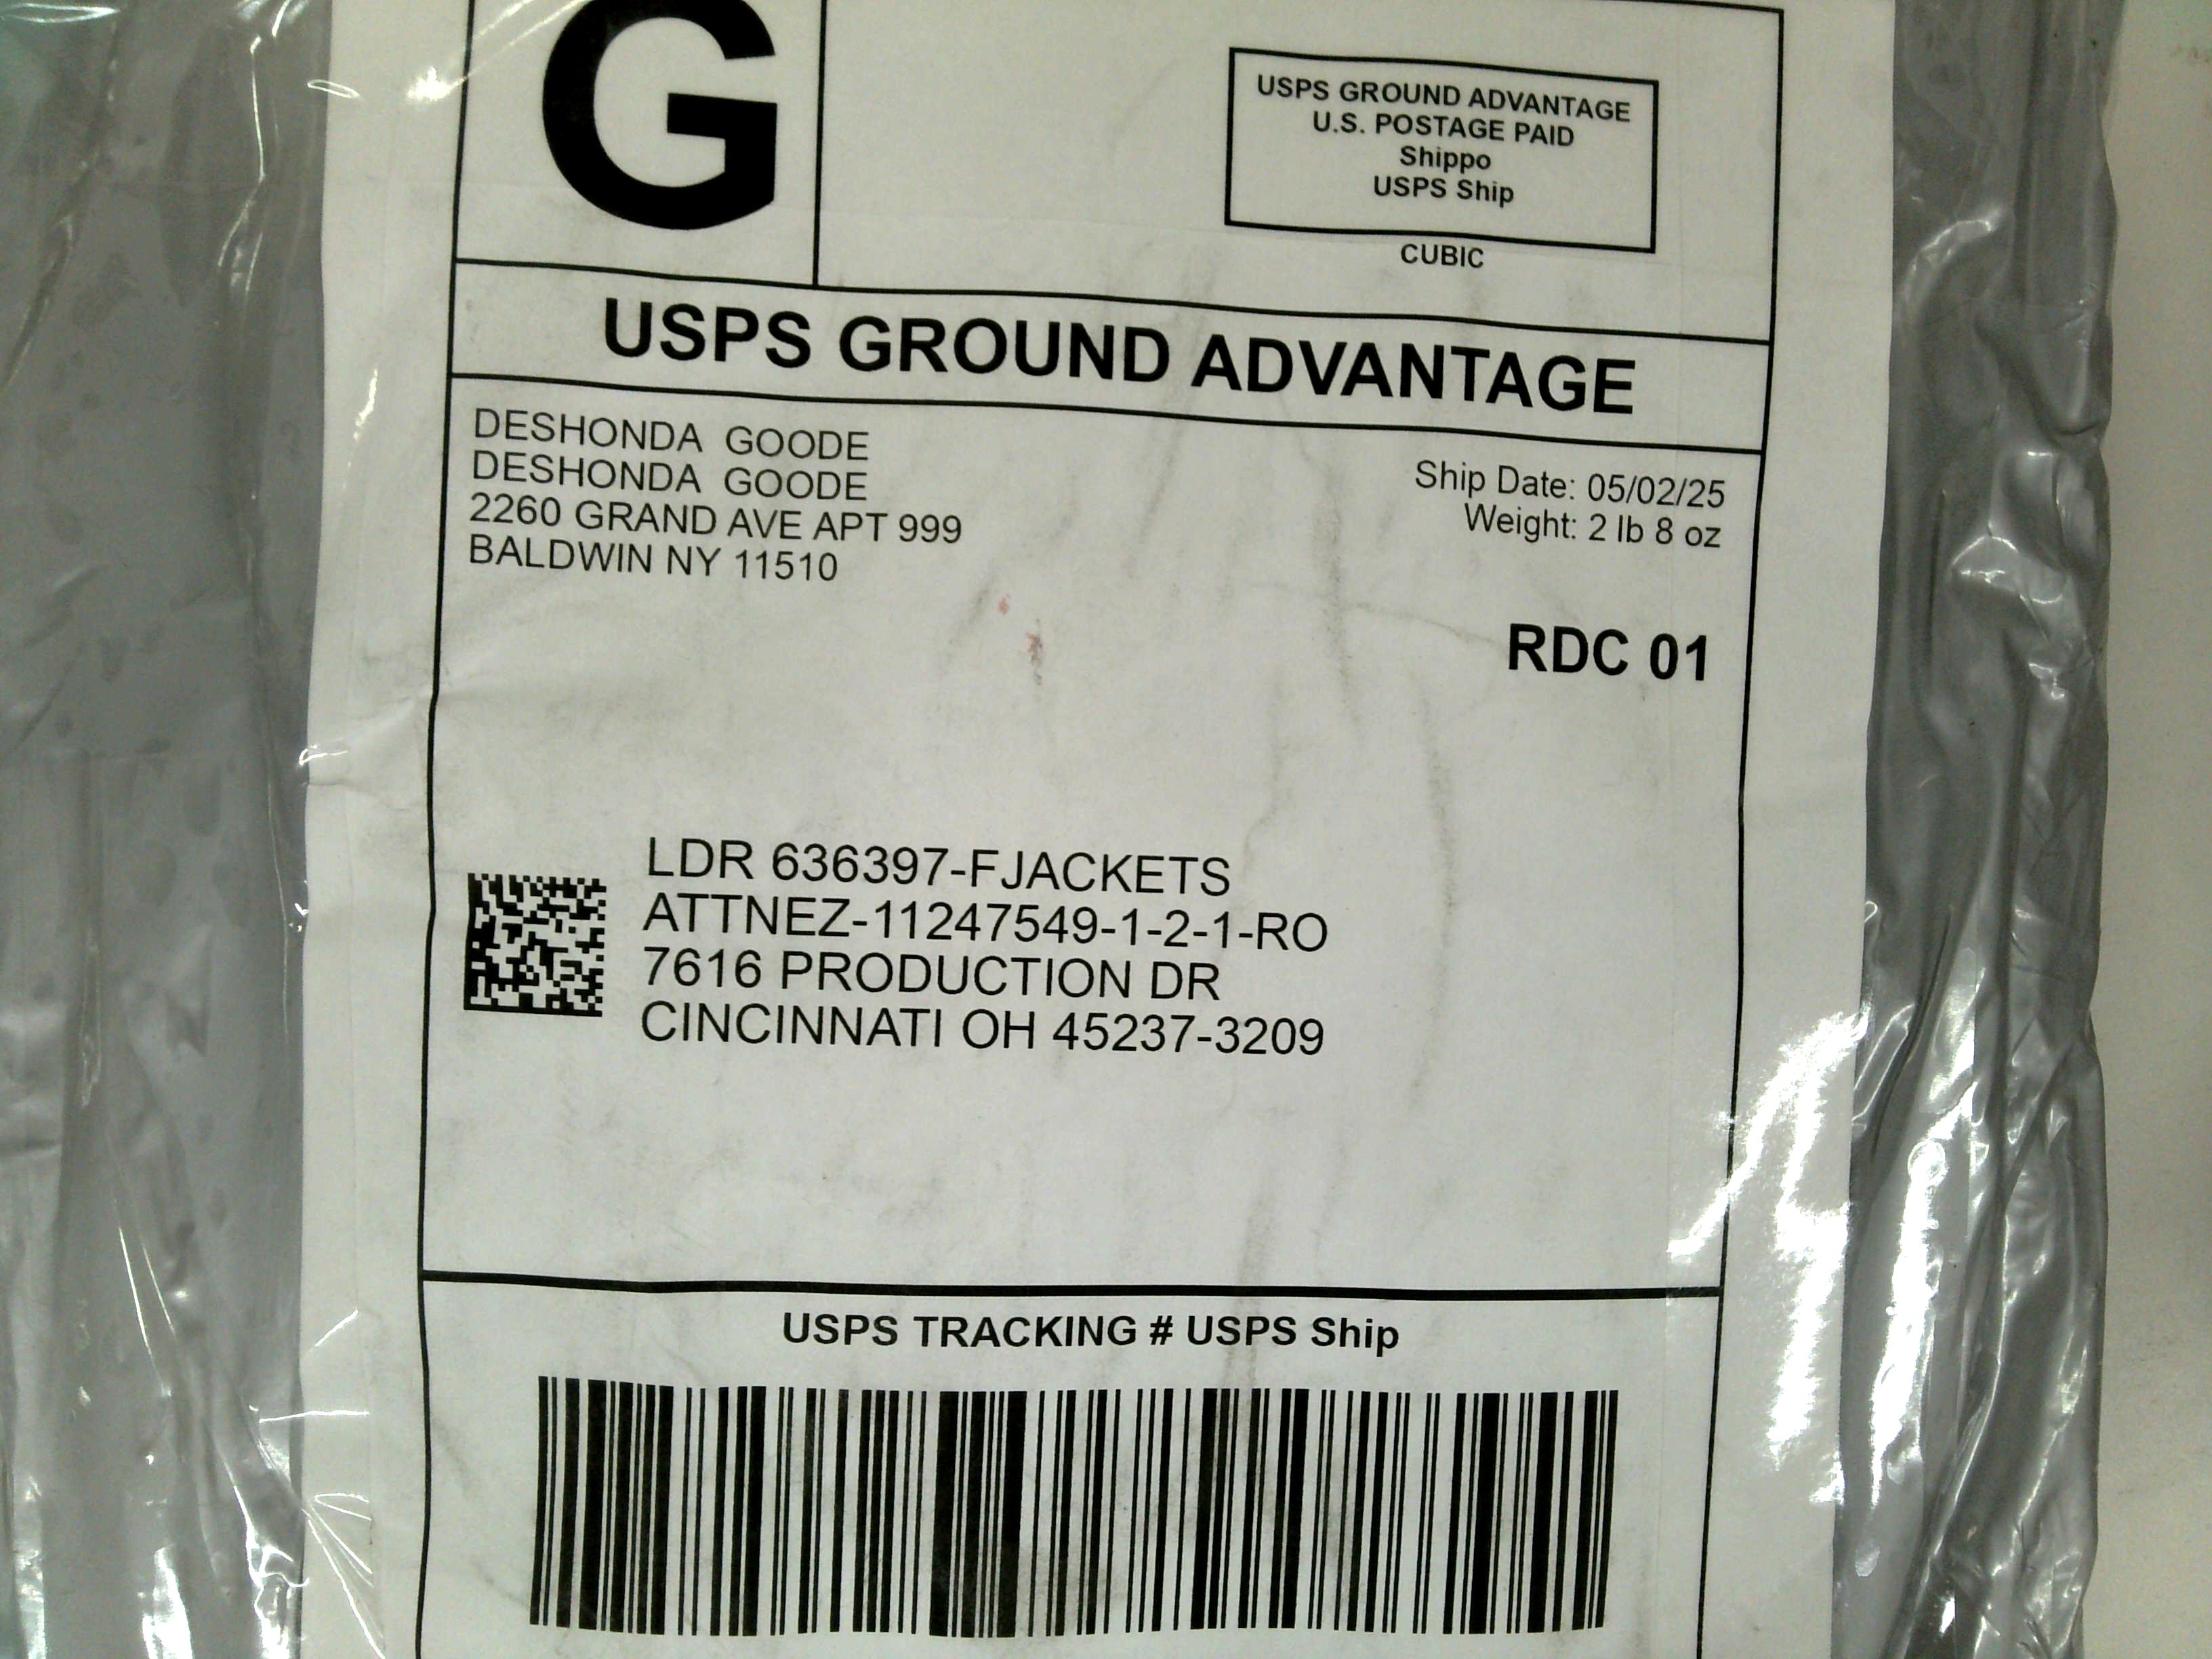 G
USPS GROUND ADVANTAGE
U.S. POSTAGE PAID
Shippo
USPS Ship
CUBIC
USPS GROUND ADVANTAGE
DESHONDA GOODE
DESHONDA GOODE
2260 GRAND AVE APT 999
BALDWIN NY 11510
Ship Date: 05/02/25
Weight: 2 lb 8 oz
RDC 01
LDR 636397-FJACKETS
ATTNEZ-11247549-1-2-1-RO
7616 PRODUCTION DR
CINCINNATI OH 45237-3209
USPS TRACKING # USPS Ship